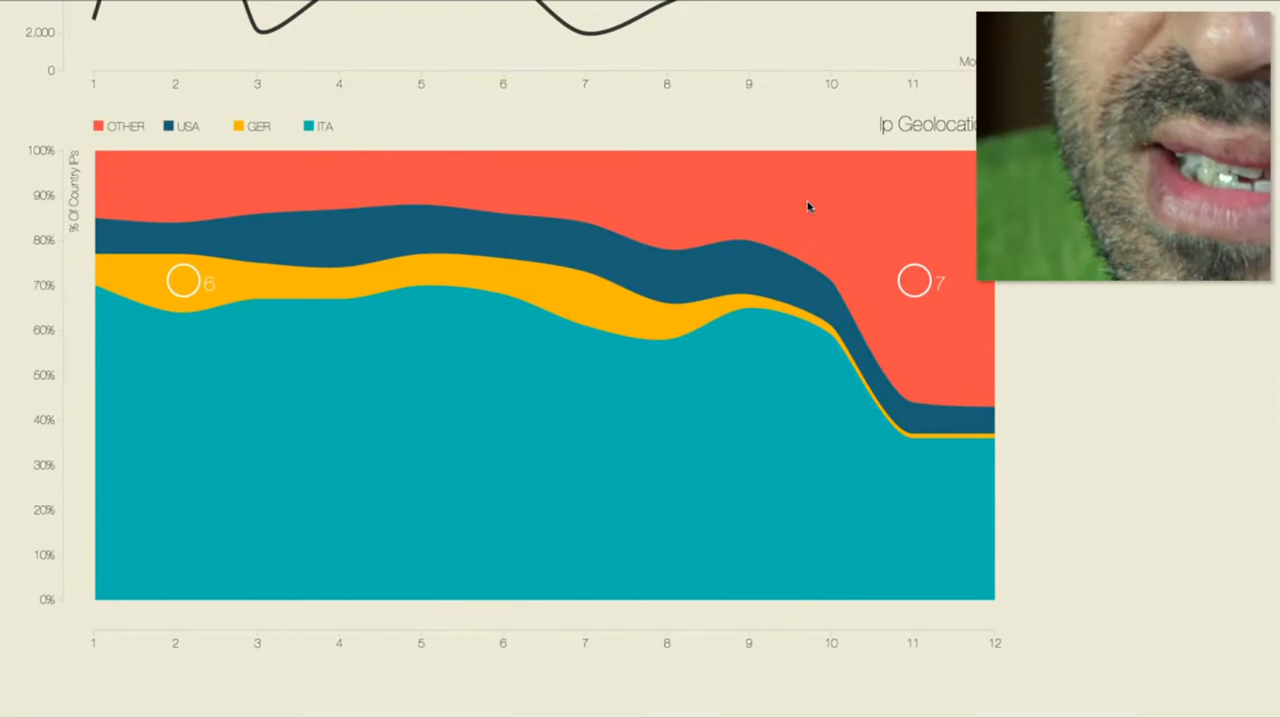 2,000
0
Mo
1 2 3 4 5 6 7 8 9 10 11
OTHER USA GER ITA
Ip Geolocati
% Of Country IPs
100%
90%
80%
70%
60%
50%
40%
30%
20%
10%
0%
6
7
1 2 3 4 5 6 7 8 9 10 11 12